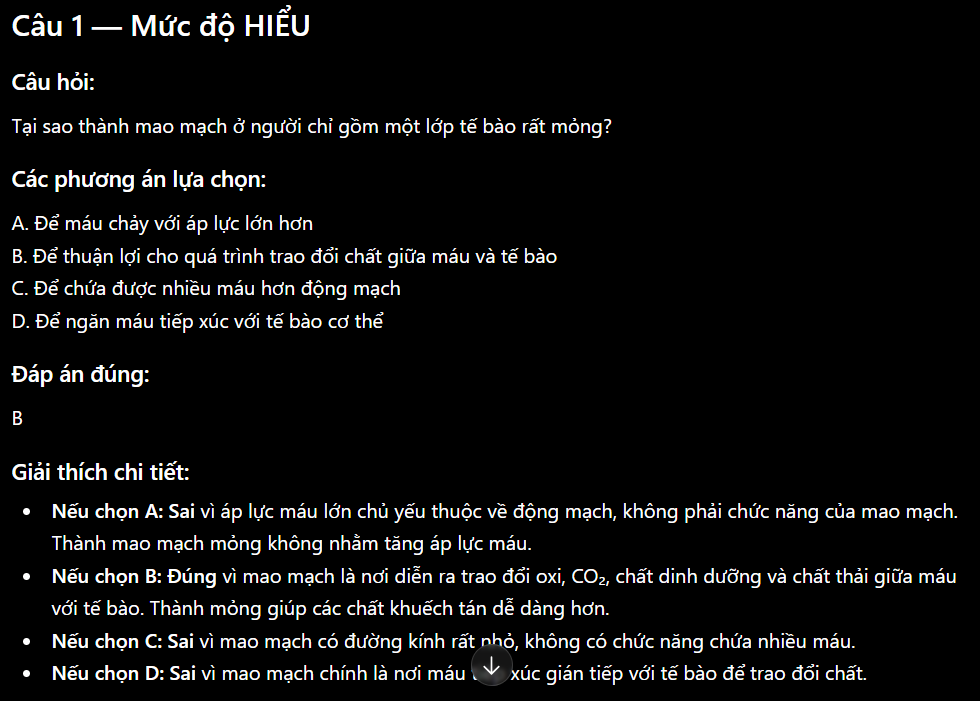 Câu 1 — Mức độ HIỂU
Câu hỏi:
Tại sao thành mao mạch ở người chỉ gồm một lớp tế bào rất mỏng?
Các phương án lựa chọn:
A. Để máu chảy với áp lực lớn hơn
B. Để thuận lợi cho quá trình trao đổi chất giữa máu và tế bào
C. Để chứa được nhiều máu hơn động mạch
D. Để ngăn máu tiếp xúc với tế bào cơ thể
Đáp án đúng:
B
Giải thích chi tiết:
• Nếu chọn A: Sai vì áp lực máu lớn chủ yếu thuộc về động mạch, không phải chức năng của mao mạch.
Thành mao mạch mỏng không nhằm tăng áp lực máu.
• Nếu chọn B: Đúng vì mao mạch là nơi diễn ra trao đổi oxi, CO₂, chất dinh dưỡng và chất thải giữa máu
với tế bào. Thành mỏng giúp các chất khuếch tán dễ dàng hơn.
• Nếu chọn C: Sai vì mao mạch có đường kính rất nhỏ, không có chức năng chứa nhiều máu.
• Nếu chọn D: Sai vì mao mạch chính là nơi máu xúc gián tiếp với tế bào để trao đổi chất.